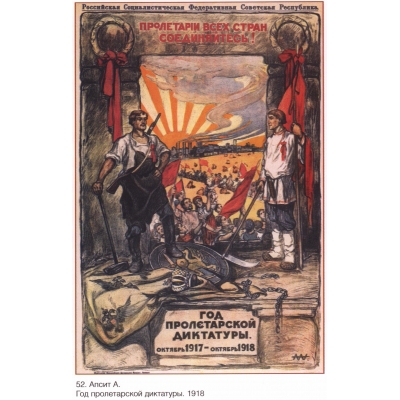 Российская Социалистическая Федеративная Советская Республика.
ПРОЛЕТАРІИ ВСЕХ СТРАН
СОЕДИНЯЙТЕСЬ!
ГОД
ПРОЛЕТАРСКОЙ
ДИКТАТУРЫ.
ОКТЯБРЬ 1917 – ОКТЯБРЬ 1918
52. Апсит А.
Год пролетарской диктатуры. 1918